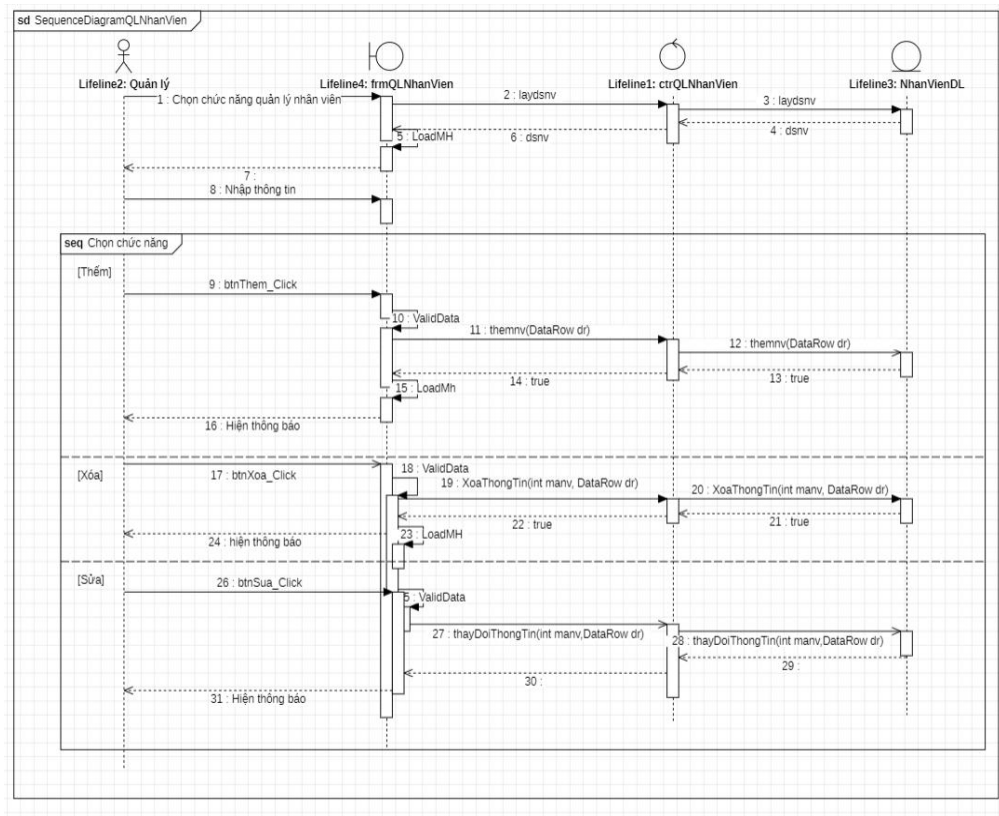 sd SequenceDiagramQLNhanVien
Lifeline2: Quản lý
Lifeline4: frmQLNhanVien
Lifeline1: ctrQLNhanVien
Lifeline3: NhanVienDL
1 : Chọn chức năng quản lý nhân viên
2 : laydsnv
3 : laydsnv
4 : dsnv
5 : LoadMH
6 : dsnv
7 :
8 : Nhập thông tin
seq Chọn chức năng
[Thếm]
9 : btnThem_Click
10 : ValidData
11 : themnv(DataRow dr)
12 : themnv(DataRow dr)
13 : true
14 : true
15 : LoadMh
16 : Hiện thông báo
[Xóa]
17 : btnXoa_Click
18 : ValidData
19 : XoaThongTin(int manv, DataRow dr)
20 : XoaThongTin(int manv, DataRow dr)
21 : true
22 : true
23 : LoadMH
24 : hiện thông báo
[Sửa]
26 : btnSua_Click
5 : ValidData
27 : thayDoiThongTin(int manv,DataRow dr)
28 : thayDoiThongTin(int manv,DataRow dr)
29 :
30 :
31 : Hiện thông báo